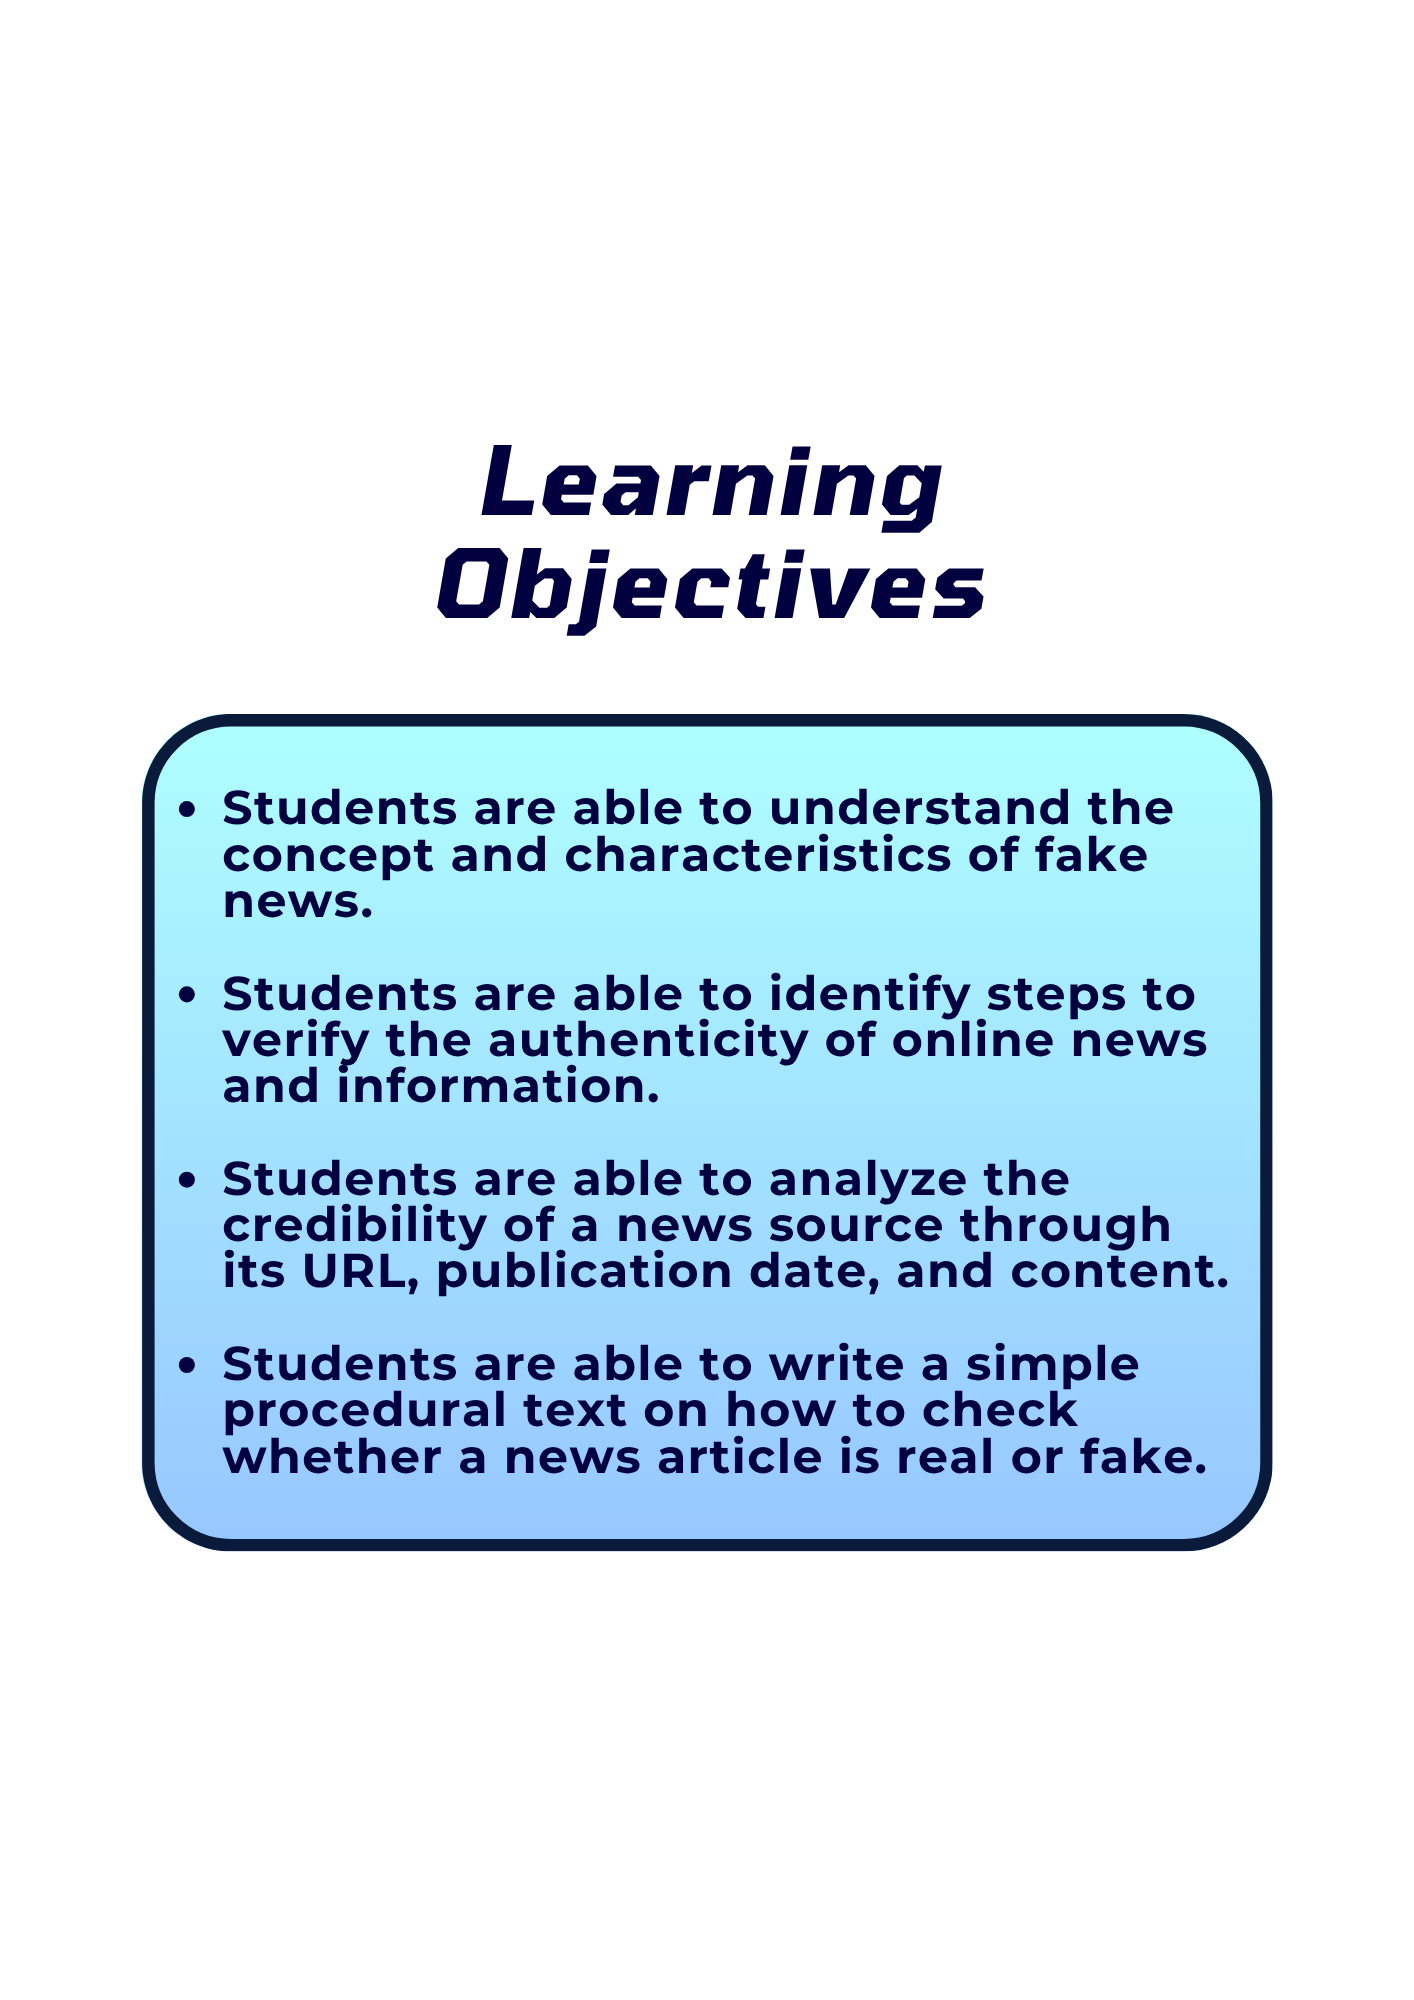 Learning
Objectives
• Students are able to understand the
concept and characteristics of fake
news.
• Students are able to identify steps to
verify the authenticity of online news
and information.
• Students are able to analyze the
credibility of a news source through
its URL, publication date, and content.
• Students are able to write a simple
procedural text on how to check
whether a news article is real or fake.